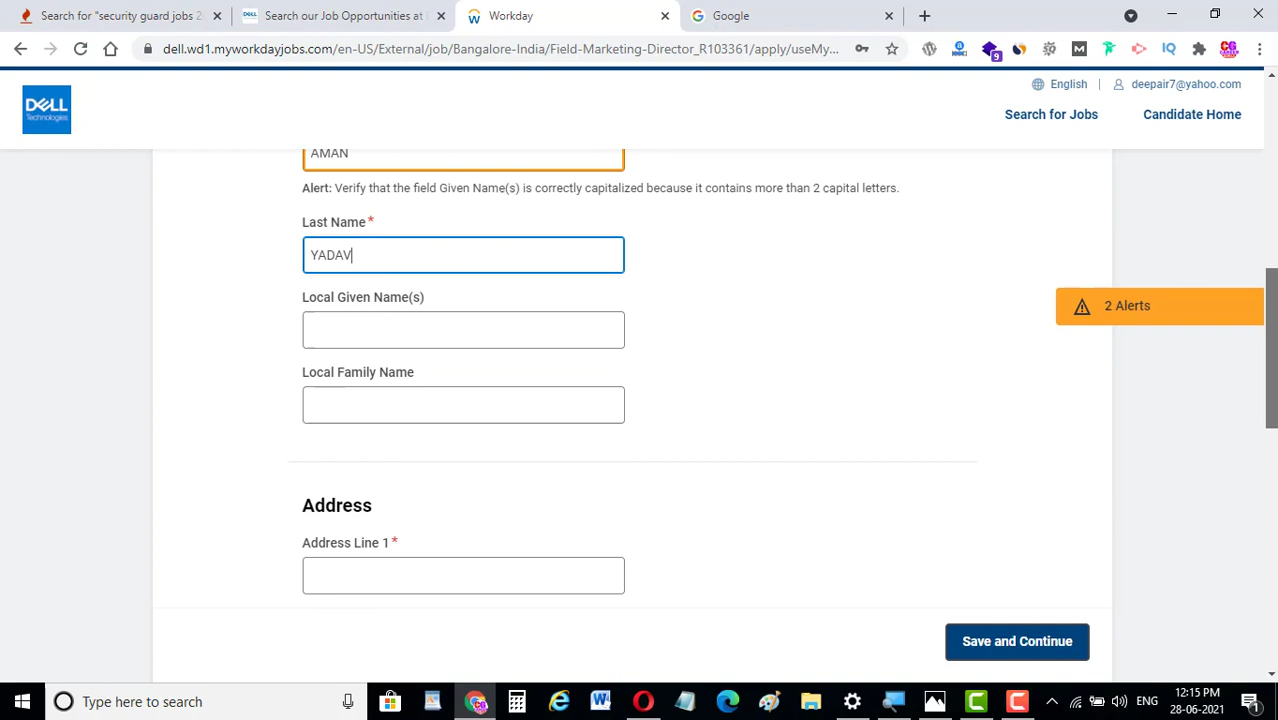 Search for "security guard jobs 20
Search our Job Opportunities at D
Workday
Google
dell.wd1.myworkdayjobs.com/en-US/External/job/Bangalore-India/Field-Marketing-Director_R103361/apply/useMy...
9
English
deepair7@yahoo.com
DELL
Technologies
Search for Jobs
Candidate Home
AMAN
Alert: Verify that the field Given Name(s) is correctly capitalized because it contains more than 2 capital letters.
Last Name*
YADAV
2 Alerts
Local Given Name(s)
Local Family Name
Address
Address Line 1*
Save and Continue
Type here to search
ENG
12:15 PM
28-06-2021
1